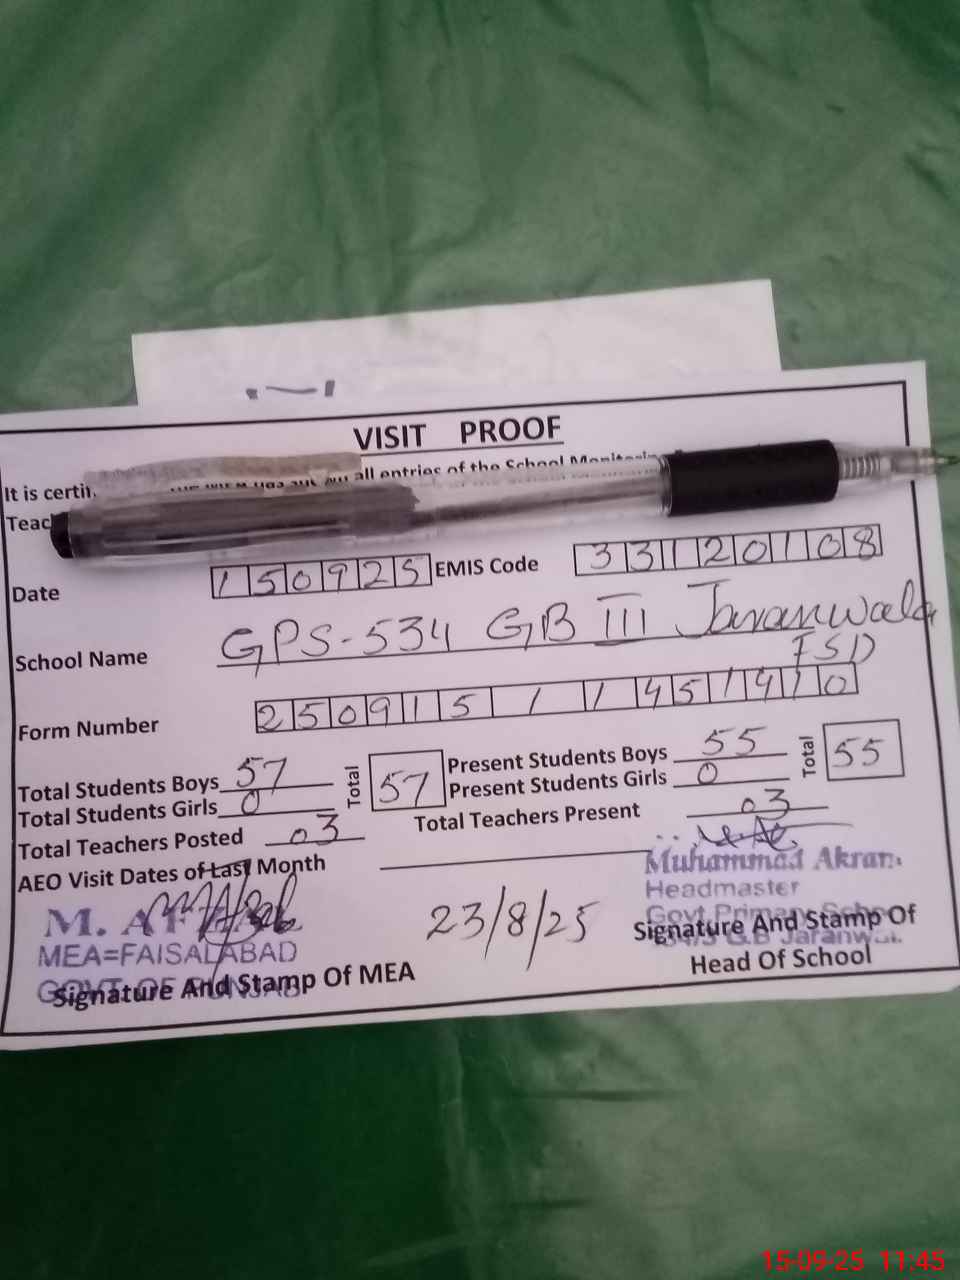 VISIT PROOF
It is certi all entries of the School
Teac
Date 150925 EMIS Code 33120108
School Name GPS-534 GB III Jaranwala
FSD
Form Number 250915 / 1451410
Total Students Boys 57 Total 57 Present Students Boys 55 Total 55
Total Students Girls 0 Present Students Girls 0
Total Teachers Posted 03 Total Teachers Present 03
AEO Visit Dates of Last Month 23/8/25
M.
MEA=FAISALABAD
GOVT. OF PUNJAB
Signature And Stamp Of MEA
Muhammad Akram
Headmaster
Govt. Primary School
G.B Jaranwala
Signature And Stamp Of
Head Of School
15-09-25 11:45